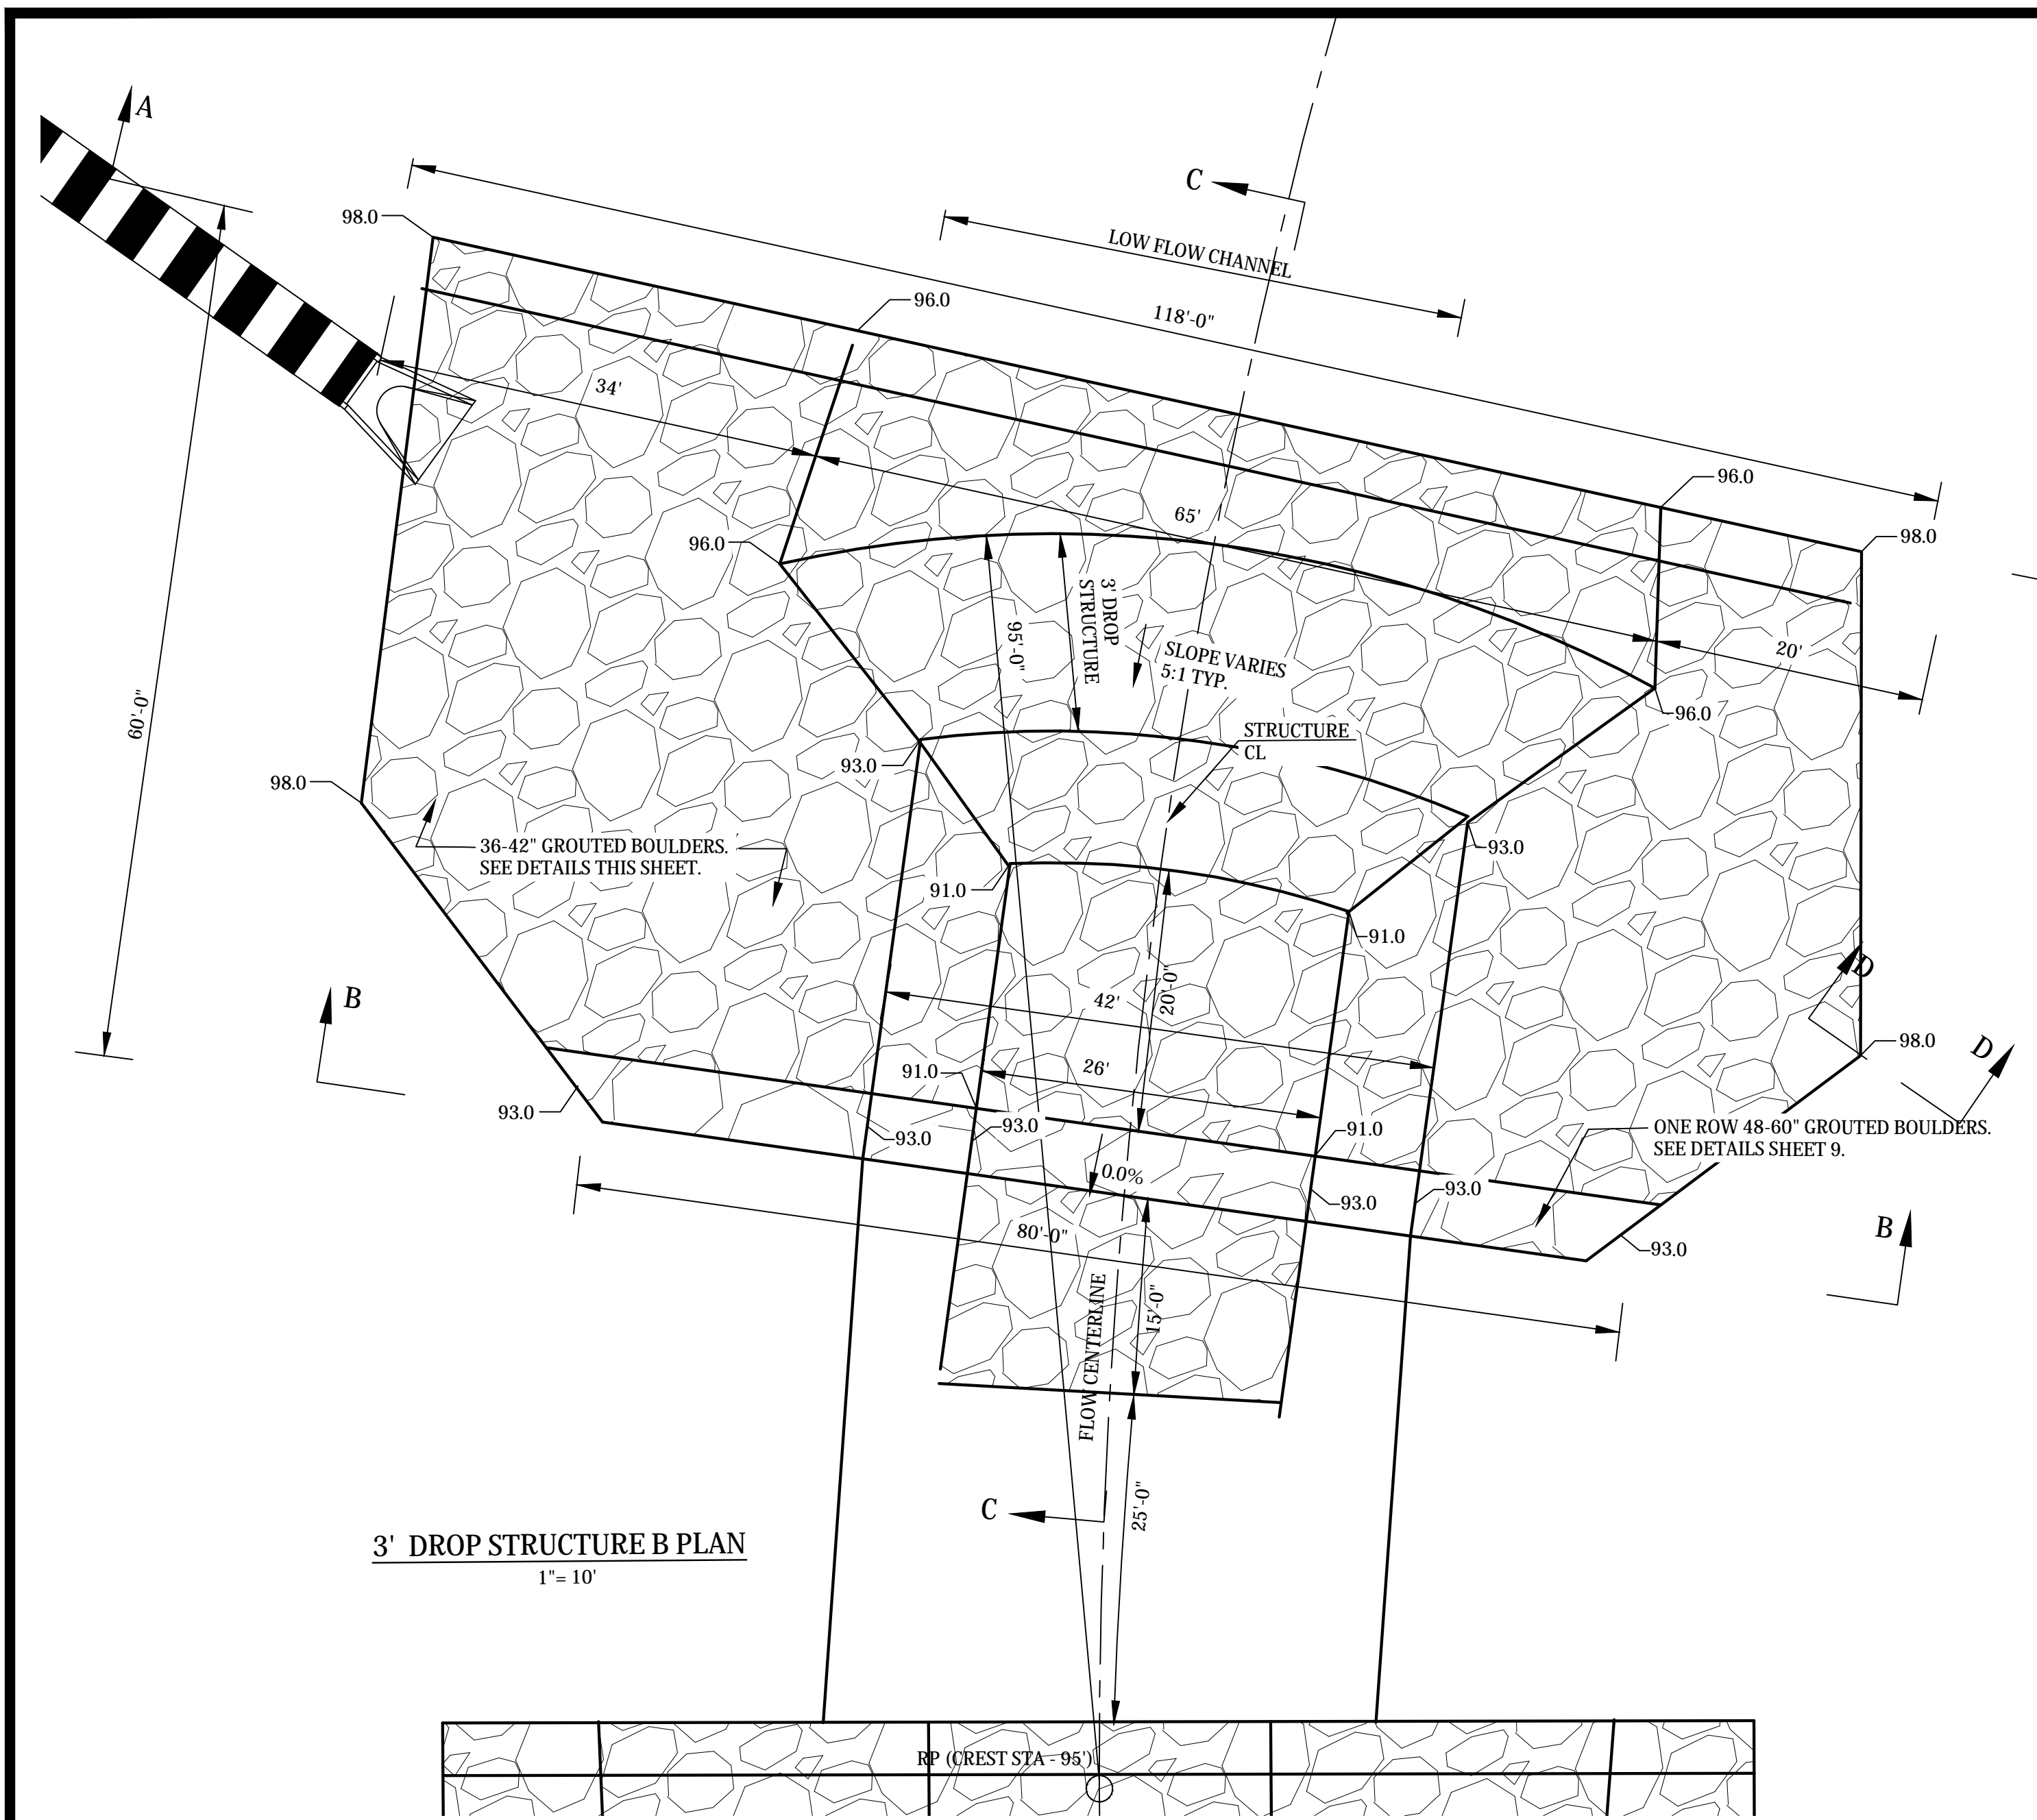 A
C
98.0
LOW FLOW CHANNEL
96.0
118'-0"
34'
96.0
65'
98.0
96.0
3' DROP
STRUCTURE
95'-0"
SLOPE VARIES
5:1 TYP.
20'
96.0
60'-0"
STRUCTURE
CL
93.0
98.0
36-42" GROUTED BOULDERS.
SEE DETAILS THIS SHEET.
93.0
91.0
91.0
D
B
42'
20'-0"
98.0
D
26'
91.0
93.0
93.0
93.0
91.0
ONE ROW 48-60" GROUTED BOULDERS.
SEE DETAILS SHEET 9.
0.0%
93.0
93.0
B
80'-0"
93.0
15'-0"
FLOW CENTERLINE
C
25'-0"
3' DROP STRUCTURE B PLAN
1"= 10'
RP (CREST STA - 95')